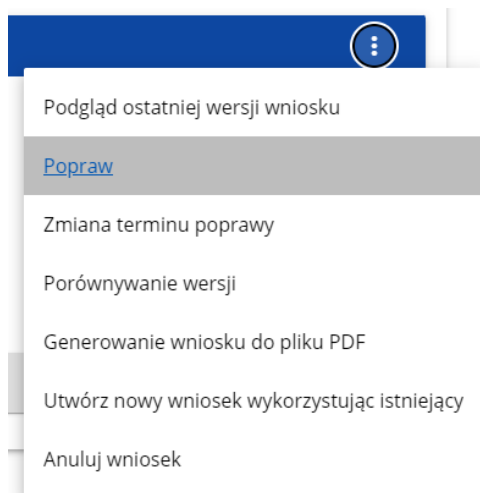 Podgląd ostatniej wersji wniosku
Popraw
Zmiana terminu poprawy
Porównywanie wersji
Generowanie wniosku do pliku PDF
Utwórz nowy wniosek wykorzystując istniejący
Anuluj wniosek